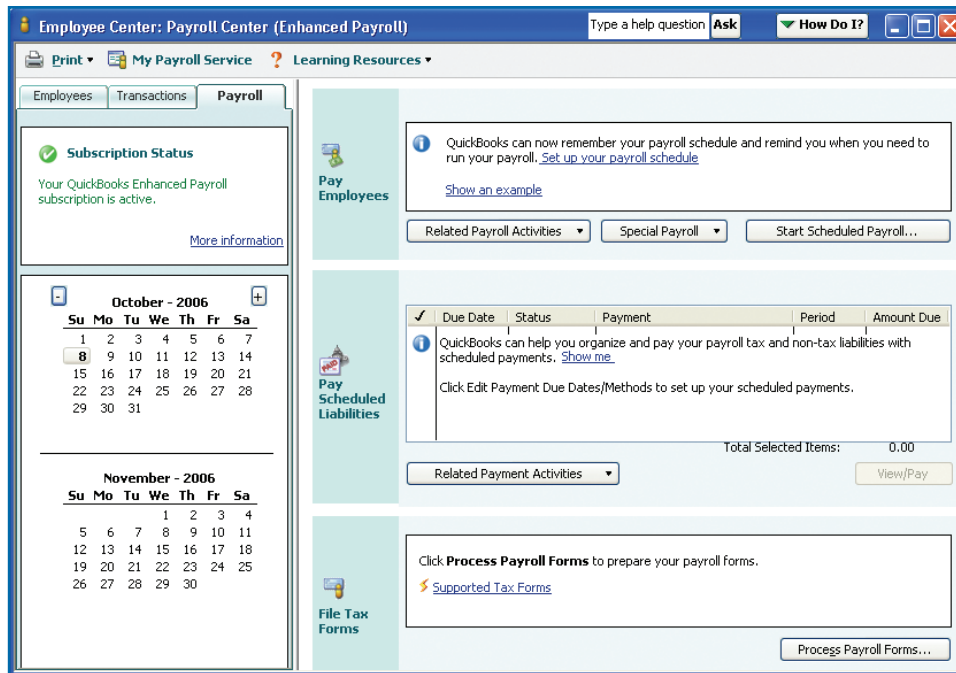 Employee Center: Payroll Center (Enhanced Payroll)
Type a help question Ask
How Do I?
Print
My Payroll Service
? Learning Resources
Employees
Transactions
Payroll
Subscription Status
Your QuickBooks Enhanced Payroll
subscription is active.
More information
- October - 2006 +
Su Mo Tu We Th Fr Sa
1 2 3 4 5 6 7
8 9 10 11 12 13 14
15 16 17 18 19 20 21
22 23 24 25 26 27 28
29 30 31
November - 2006
Su Mo Tu We Th Fr Sa
1 2 3 4
5 6 7 8 9 10 11
12 13 14 15 16 17 18
19 20 21 22 23 24 25
26 27 28 29 30
Pay
Employees
QuickBooks can now remember your payroll schedule and remind you when you need to
run your payroll. Set up your payroll schedule
Show an example
Related Payroll Activities
Special Payroll
Start Scheduled Payroll...
Pay
Scheduled
Liabilities
PAID
✓ Due Date Status Payment Period Amount Due
QuickBooks can help you organize and pay your payroll tax and non-tax liabilities with
scheduled payments. Show me
Click Edit Payment Due Dates/Methods to set up your scheduled payments.
Total Selected Items: 0.00
Related Payment Activities
View/Pay
File Tax
Forms
Click Process Payroll Forms to prepare your payroll forms.
Supported Tax Forms
Process Payroll Forms...